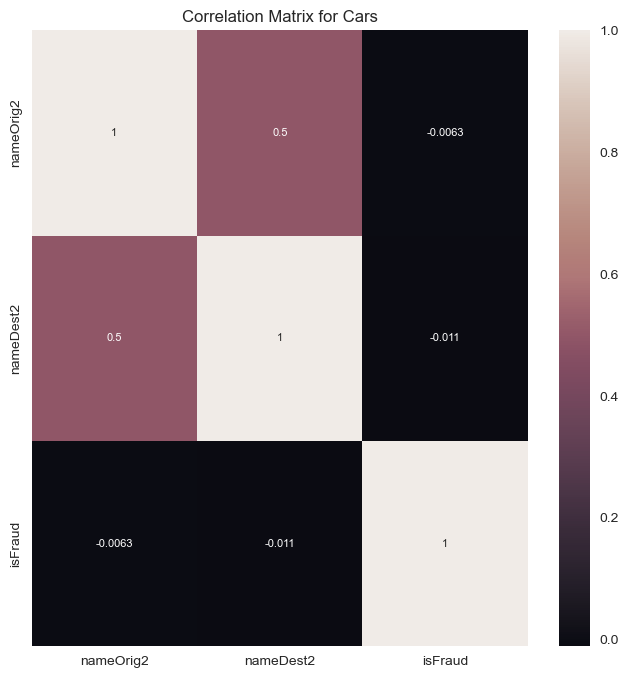 Correlation Matrix for Cars
nameOrig2
1
0.5
-0.0063
nameDest2
0.5
1
-0.011
isFraud
-0.0063
-0.011
1
nameOrig2
nameDest2
isFraud
1.0
0.8
0.6
0.4
0.2
0.0